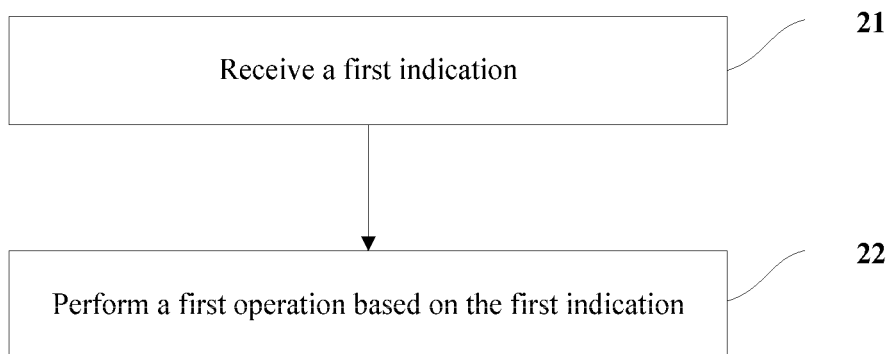 21
Receive a first indication
22
Perform a first operation based on the first indication